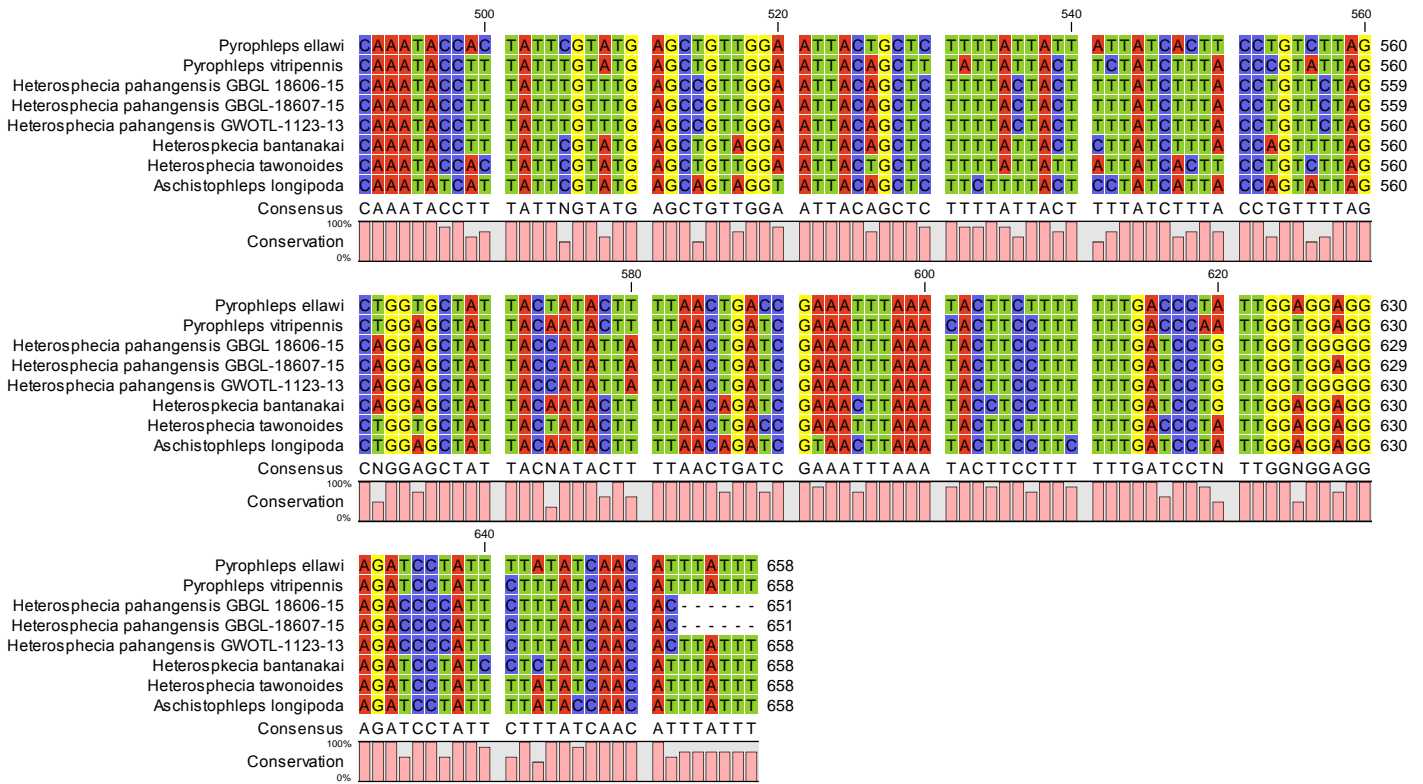 500 520 540 560
Pyrophleps ellawi CAAATACCAC TATTCGTATG AGCTGTTGGA ATTACTGCTC TTTTATTATT ATTATCACTT CCTGTCTTAG 560
Pyrophleps vitripennis CAAATACCTT TATTTGTATG AGCTGTTGGA ATTACAGCTT TATTATTACT TCTATCTTTA CCCGTATTAG 560
Heterosphecia pahangensis GBGL 18606-15 CAAATACCTT TATTTGTTTG AGCCGTTGGA ATTACAGCTC TTTTACTACT TTTATCTTTA CCTGTTCTAG 559
Heterosphecia pahangensis GBGL-18607-15 CAAATACCTT TATTTGTTTG AGCCGTTGGA ATTACAGCTC TTTTACTACT TTTATCTTTA CCTGTTCTAG 559
Heterosphecia pahangensis GWOTL-1123-13 CAAATACCTT TATTTGTTTG AGCCGTTGGA ATTACAGCTC TTTTACTACT TTTATCTTTA CCTGTTCTAG 560
Heterospkecia bantanakai CAAATACCTT TATTCGTATG AGCTGTAGGA ATTACAGCTC TTTTATTACT CTTATCTTTA CCAGTTTTAG 560
Heterosphecia tawonoides CAAATACCAC TATTCGTATG AGCTGTTGGA ATTACTGCTC TTTTATTATT ATTATCACTT CCTGTCTTAG 560
Aschistophleps longipoda CAAATATCAT TATTCGTATG AGCAGTAGGT ATTACAGCTC TTCTTTTACT CCTATCATTA CCAGTATTAG 560
Consensus CAAATACCTT TATTNGTATG AGCTGTTGGA ATTACAGCTC TTTTATTACT TTTATCTTTA CCTGTTTTAG
100%
Conservation
0%
580 600 620
Pyrophleps ellawi CTGGTGCTAT TACTATACTT TTAACTGACC GAAATTTAAA TACTTCTTTT TTTGACCCTA TTGGAGGAGG 630
Pyrophleps vitripennis CTGGAGCTAT TACAATACTT TTAACTGATC GAAATTTAAA CACTTCCTTT TTTGACCCAA TTGGTGGAGG 630
Heterosphecia pahangensis GBGL 18606-15 CAGGAGCTAT TACCATATTA TTAACTGATC GAAATTTAAA TACTTCCTTT TTTGATCCTG TTGGTGGGGG 629
Heterosphecia pahangensis GBGL-18607-15 CAGGAGCTAT TACCATATTA TTAACTGATC GAAATTTAAA TACTTCCTTT TTTGATCCTG TTGGTGGAGG 629
Heterosphecia pahangensis GWOTL-1123-13 CAGGAGCTAT TACCATATTA TTAACTGATC GAAATTTAAA TACTTCCTTT TTTGATCCTG TTGGTGGGGG 630
Heterospkecia bantanakai CAGGAGCTAT TACAATACTT TTAACAGATC GAAACTTAAA TACCTCCTTT TTTGATCCTG TTGGAGGAGG 630
Heterosphecia tawonoides CTGGTGCTAT TACTATACTT TTAACTGACC GAAATTTAAA TACTTCTTTT TTTGACCCTA TTGGAGGAGG 630
Aschistophleps longipoda CTGGAGCTAT TACAATACTT TTAACAGATC GTAACTTAAA TACTTCCTTC TTTGATCCTA TTGGAGGAGG 630
Consensus CNGGAGCTAT TACNATACTT TTAACTGATC GAAATTTAAA TACTTCCTTT TTTGATCCTN TTGGNGGAGG
100%
Conservation
0%
640
Pyrophleps ellawi AGATCCTATT TTATATCAAC ATTTATTT 658
Pyrophleps vitripennis AGATCCTATT CTTTATCAAC ATTTATTT 658
Heterosphecia pahangensis GBGL 18606-15 AGACCCCATT CTTTATCAAC AC- - - - - - 651
Heterosphecia pahangensis GBGL-18607-15 AGACCCCATT CTTTATCAAC AC- - - - - - 651
Heterosphecia pahangensis GWOTL-1123-13 AGACCCCATT CTTTATCAAC ACTTATTT 658
Heterospkecia bantanakai AGATCCTATC CTCTATCAAC ATTTATTT 658
Heterosphecia tawonoides AGATCCTATT TTATATCAAC ATTTATTT 658
Aschistophleps longipoda AGATCCTATT TTATACCAAC ATTTATTT 658
Consensus AGATCCTATT CTTTATCAAC ATTTATTT
100%
Conservation
0%